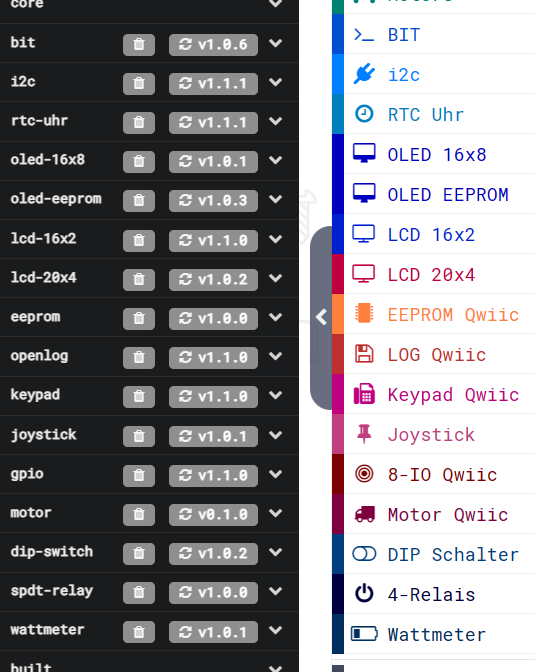 core
bit v1.0.6
i2c v1.1.1
rtc-uhr v1.1.1
oled-16x8 v1.0.1
oled-eeprom v1.0.3
lcd-16x2 v1.1.0
lcd-20x4 v1.0.2
eeprom v1.0.0
openlog v1.1.0
keypad v1.1.0
joystick v1.0.1
gpio v1.1.0
motor v0.1.0
dip-switch v1.0.2
spdt-relay v1.0.0
wattmeter v1.0.1
built
BIT
i2c
RTC Uhr
OLED 16x8
OLED EEPROM
LCD 16x2
LCD 20x4
EEPROM Qwiic
LOG Qwiic
Keypad Qwiic
Joystick
8-IO Qwiic
Motor Qwiic
DIP Schalter
4-Relais
Wattmeter